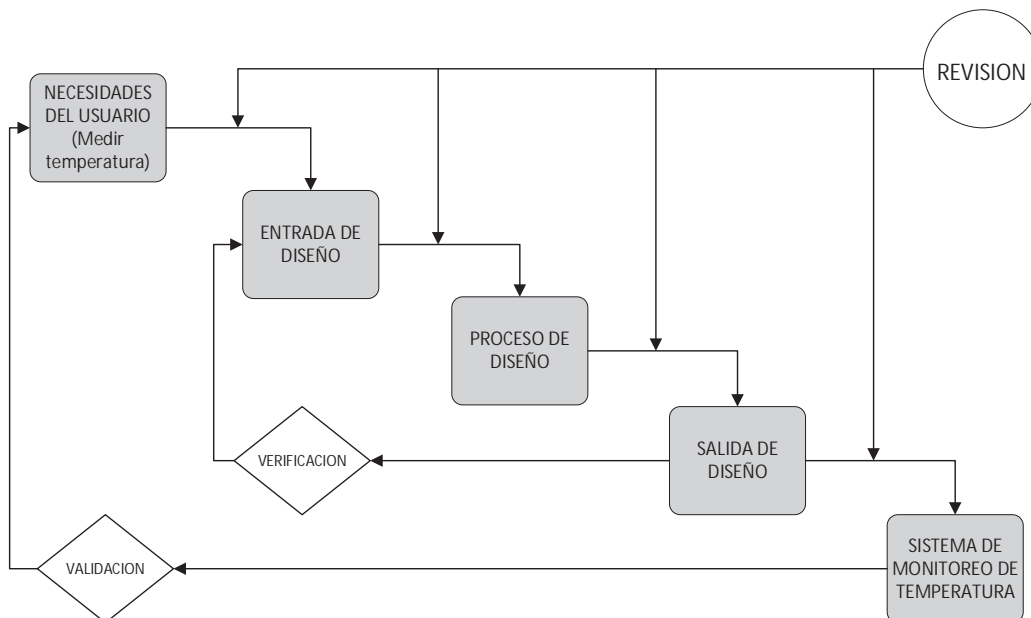 REVISION
NECESIDADES
DEL USUARIO
(Medir
temperatura)
ENTRADA DE
DISEÑO
PROCESO DE
DISEÑO
SALIDA DE
DISEÑO
VERIFICACION
SISTEMA DE
MONITOREO DE
TEMPERATURA
VALIDACION